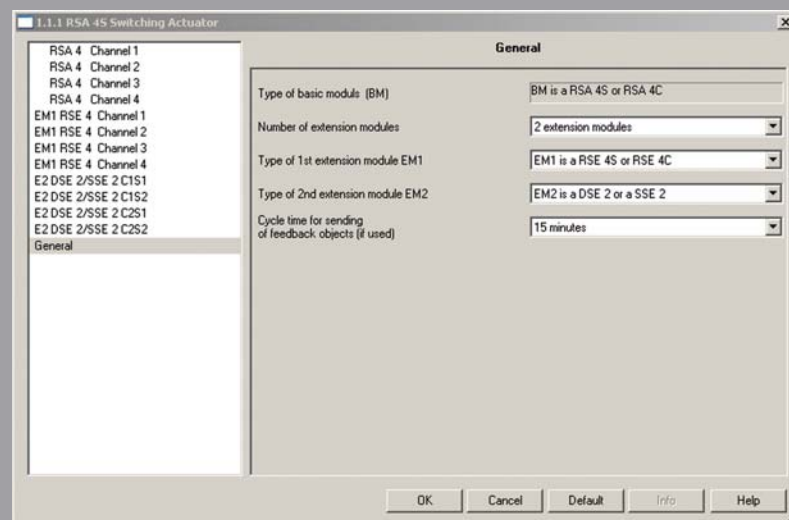 1.1.1 RSA 4S Switching Actuator
RSA 4 Channel 1
RSA 4 Channel 2
RSA 4 Channel 3
RSA 4 Channel 4
EM1 RSE 4 Channel 1
EM1 RSE 4 Channel 2
EM1 RSE 4 Channel 3
EM1 RSE 4 Channel 4
E2 DSE 2/SSE 2 C1S1
E2 DSE 2/SSE 2 C1S2
E2 DSE 2/SSE 2 C2S1
E2 DSE 2/SSE 2 C2S2
General
General
Type of basic moduls (BM)
BM is a RSA 4S or RSA 4C
Number of extension modules
2 extension modules
Type of 1st extension module EM1
EM1 is a RSE 4S or RSE 4C
Type of 2nd extension module EM2
EM2 is a DSE 2 or a SSE 2
Cycle time for sending
of feedback objects (if used)
15 minutes
OK
Cancel
Default
Info
Help